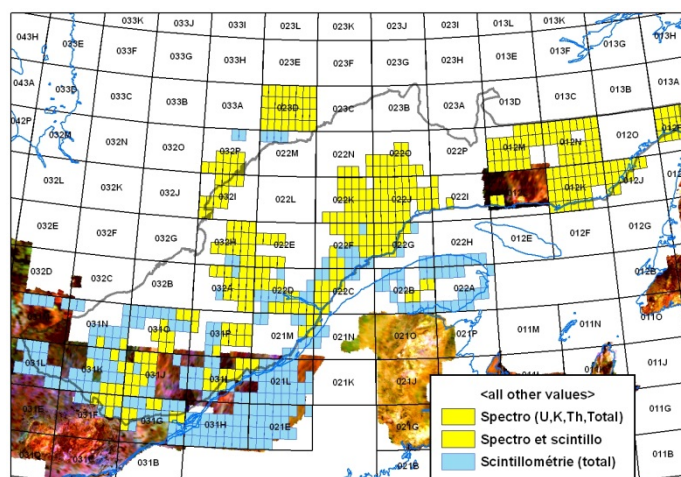 033K 033J 033I 023L 023K 023J 023I 013L 013K
043H 023E 033F 033G 033H 023E 023F 023G 023H 013E 013F 013G 013H
043A 033D 033C 033B 033A 023D 023C 023B 023A 013D 013C 013B 013A
042P 032M 032N 032O 032P 022M 022N 022O 022P 012M 012N 012O
032L 032K 032J 032I 022L 022K 022J 022I 012K 012J
032E 032F 032G 032H 022E 022F 022G 022H 012E 012F 012G
032D 032C 032B 032A 022D 022C 022B 022A 012B
031N 031O 031P 021M 021N 021O 021P 011M 011N 011O
031L 031K 031J 031I 021L 021K 021J 011J
031F 031G 031H 021E 021G 011G
031B 021B
<all other values>
Spectro (U,K,Th,Total)
Spectro et scintillo
Scintillométrie (total)